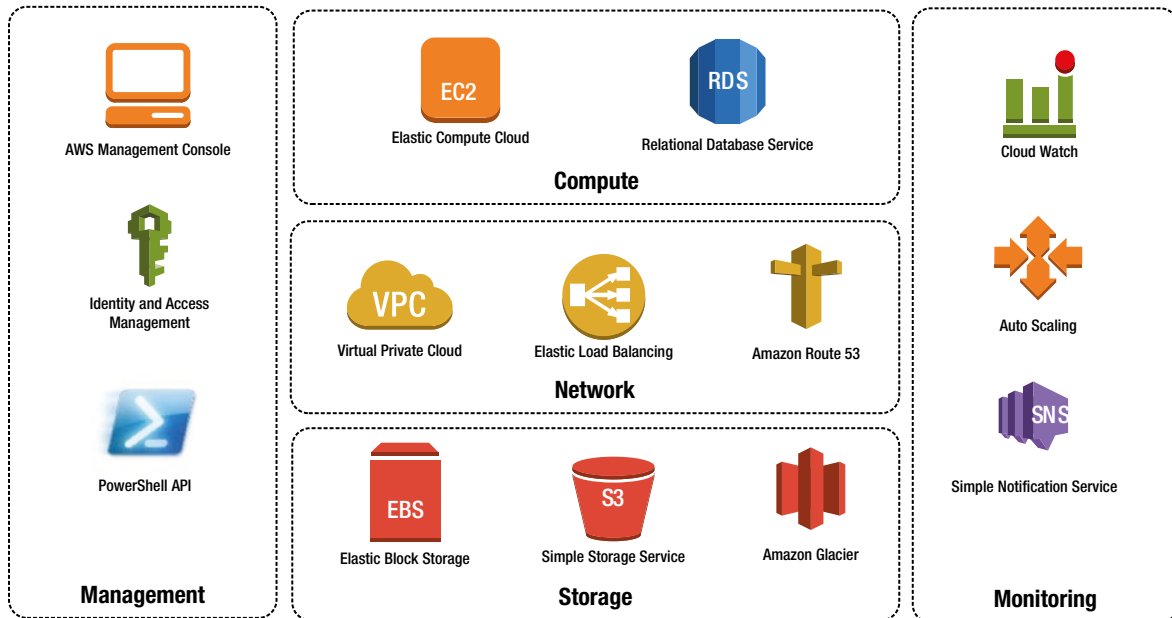 AWS Management Console
Identity and Access
Management
PowerShell API
Management
EC2
Elastic Compute Cloud
RDS
Relational Database Service
Compute
VPC
Virtual Private Cloud
Elastic Load Balancing
Amazon Route 53
Network
EBS
Elastic Block Storage
S3
Simple Storage Service
Amazon Glacier
Storage
Cloud Watch
Auto Scaling
SNS
Simple Notification Service
Monitoring